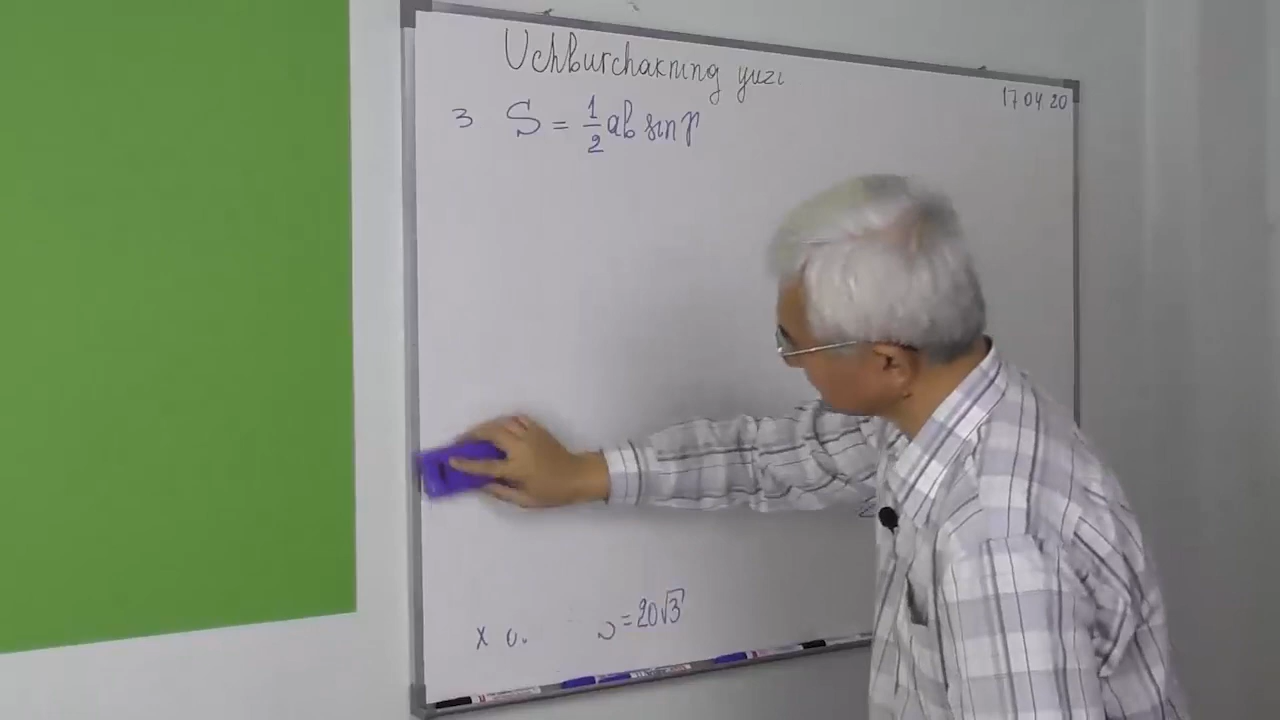 Uchburchakning yuzi
17 04 20
3 S = 1/2 ab sin γ
= 20√3